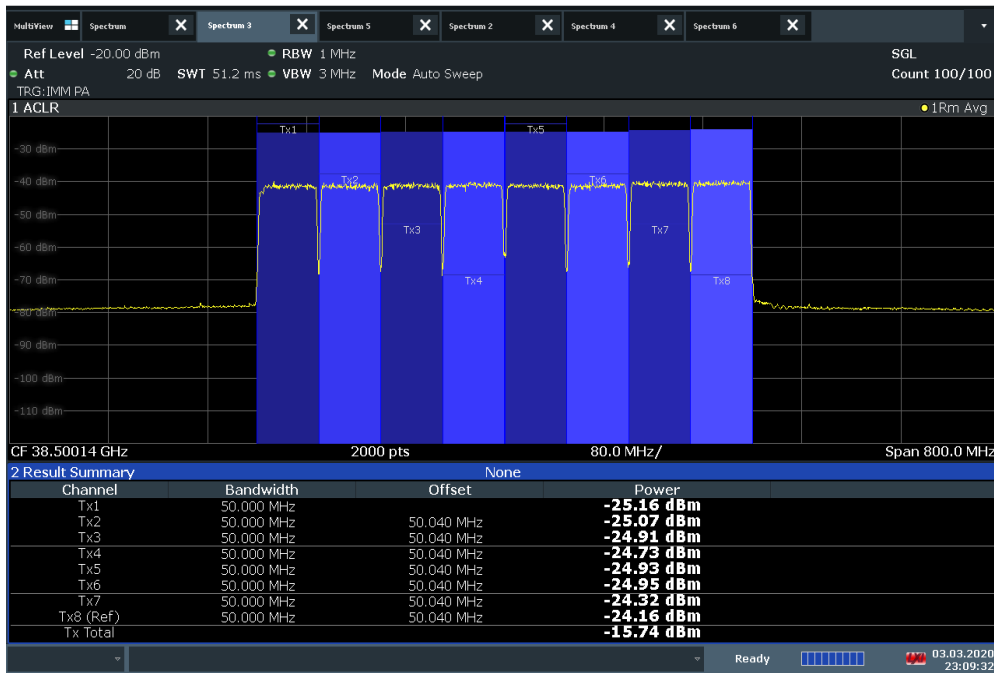 MultiView Spectrum X Spectrum 3 X Spectrum 5 X Spectrum 2 X Spectrum 4 X Spectrum 6 X
Ref Level -20.00 dBm RBW 1 MHz SGL
Att 20 dB SWT 51.2 ms VBW 3 MHz Mode Auto Sweep Count 100/100
TRG:IMM PA
1 ACLR 1Rm Avg
Tx1 Tx5
-30 dBm
-40 dBm Tx2 Tx6
-50 dBm
Tx3 Tx7
-60 dBm
-70 dBm Tx4 Tx8
-80 dBm
-90 dBm
-100 dBm
-110 dBm
CF 38.50014 GHz 2000 pts 80.0 MHz/ Span 800.0 MHz
2 Result Summary None
Channel Bandwidth Offset Power
Tx1 50.000 MHz -25.16 dBm
Tx2 50.000 MHz 50.040 MHz -25.07 dBm
Tx3 50.000 MHz 50.040 MHz -24.91 dBm
Tx4 50.000 MHz 50.040 MHz -24.73 dBm
Tx5 50.000 MHz 50.040 MHz -24.93 dBm
Tx6 50.000 MHz 50.040 MHz -24.95 dBm
Tx7 50.000 MHz 50.040 MHz -24.32 dBm
Tx8 (Ref) 50.000 MHz 50.040 MHz -24.16 dBm
Tx Total -15.74 dBm
Ready 03.03.2020
23:09:32